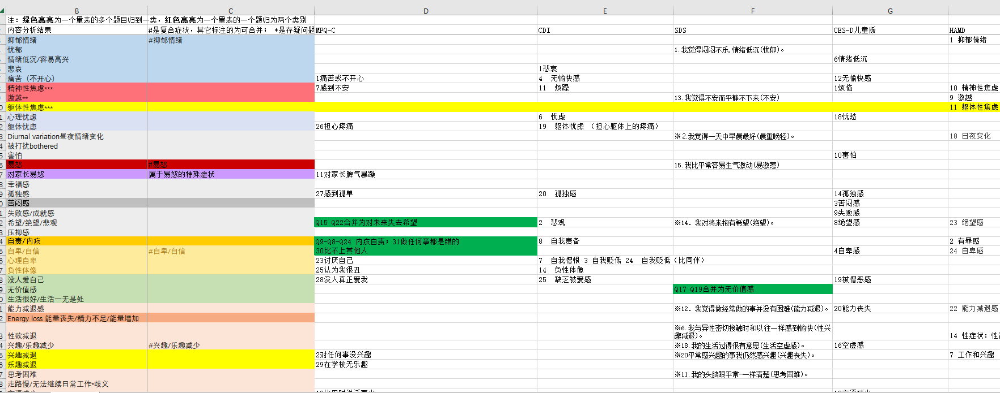 B C D E F G
注：绿色高亮为一个量表的多个题目归到一类，红色高亮为一个量表的一个题归为两个类别
内容分析结果 #是复合症状，其它标注的为可合并； *是存疑问题 MFQ-C CDI SDS CES-D儿童版 HAMD
抑郁情绪 #抑郁情绪 1 抑郁情绪
忧郁 1.我觉得闷闷不乐,情绪低沉(忧郁)。
情绪低沉/容易高兴 6情绪低沉
悲哀 1悲哀
痛苦（不开心） 1痛苦或不开心 4 无愉快感 12无愉快感
精神性焦虑*** 7感到不安 11 烦躁 1烦恼 10 精神性焦虑
激越** 13.我觉得不安而平静不下来(不安) 9 激越
躯体性焦虑*** 11 躯体性焦虑
心理忧虑 6 忧虑 18忧愁
躯体忧虑 26担心疼痛 19 躯体忧虑 （担心躯体上的疼痛）
Diurnal variation昼夜情绪变化 ※2.我觉得一天中早晨最好(晨重晚轻)。 18 日夜变化
被打扰bothered
害怕 10害怕
易怒 #易怒 15.我比平常容易生气激动(易激惹)
对家长易怒 属于易怒的特殊症状 11对家长脾气暴躁
幸福感
孤独感 27感到孤单 20 孤独感 14孤独感
苦闷感 3苦闷感
失败感/成就感 9失败感
希望/绝望/悲观 Q15 Q22合并为对未来失去希望 2 悲观 ※14. 我对将来抱有希望(绝望)。 8绝望感 23 绝望感
压抑感
自责/内疚 Q9-Q8-Q24 内疚自责；31做任何事都是错的 8 自我责备 2 有罪感
自卑/自信 #自卑/自信 30比不上其他人 4自卑感 24 自卑感
心理自卑 23讨厌自己 7 自我憎恨 3 自我贬低 24 自我贬低（比同伴）
负性体像 25认为我很丑 14 负性体像
没人爱自己 28没人真正爱我 25 缺乏被爱感 19被憎恶感
无价值感 Q17 Q19合并为无价值感
生活很好/生活一无是处
能力减退感 ※12. 我觉得做经常做的事并没有困难(能力减退)。 20能力丧失 22 能力减退感
Energy loss 能量丧失/精力不足/能量增加
※6.我与异性密切接触时和以往一样感到愉快(性兴
性欲减退 趣减退)。 14 性症状：性
兴趣/乐趣减少 #兴趣/乐趣减少 ※18.我的生活过得很有意思(生活空虚感)。 16空虚感
兴趣减退 2对任何事没兴趣 ※20平常感兴趣的事我仍然感兴趣(兴趣丧失)。 7 工作和兴趣
乐趣减退 29在学校无乐趣
思考困难 ※11.我的头脑跟平常一样清楚(思考困难)。
走路慢/无法继续日常工作*歧义